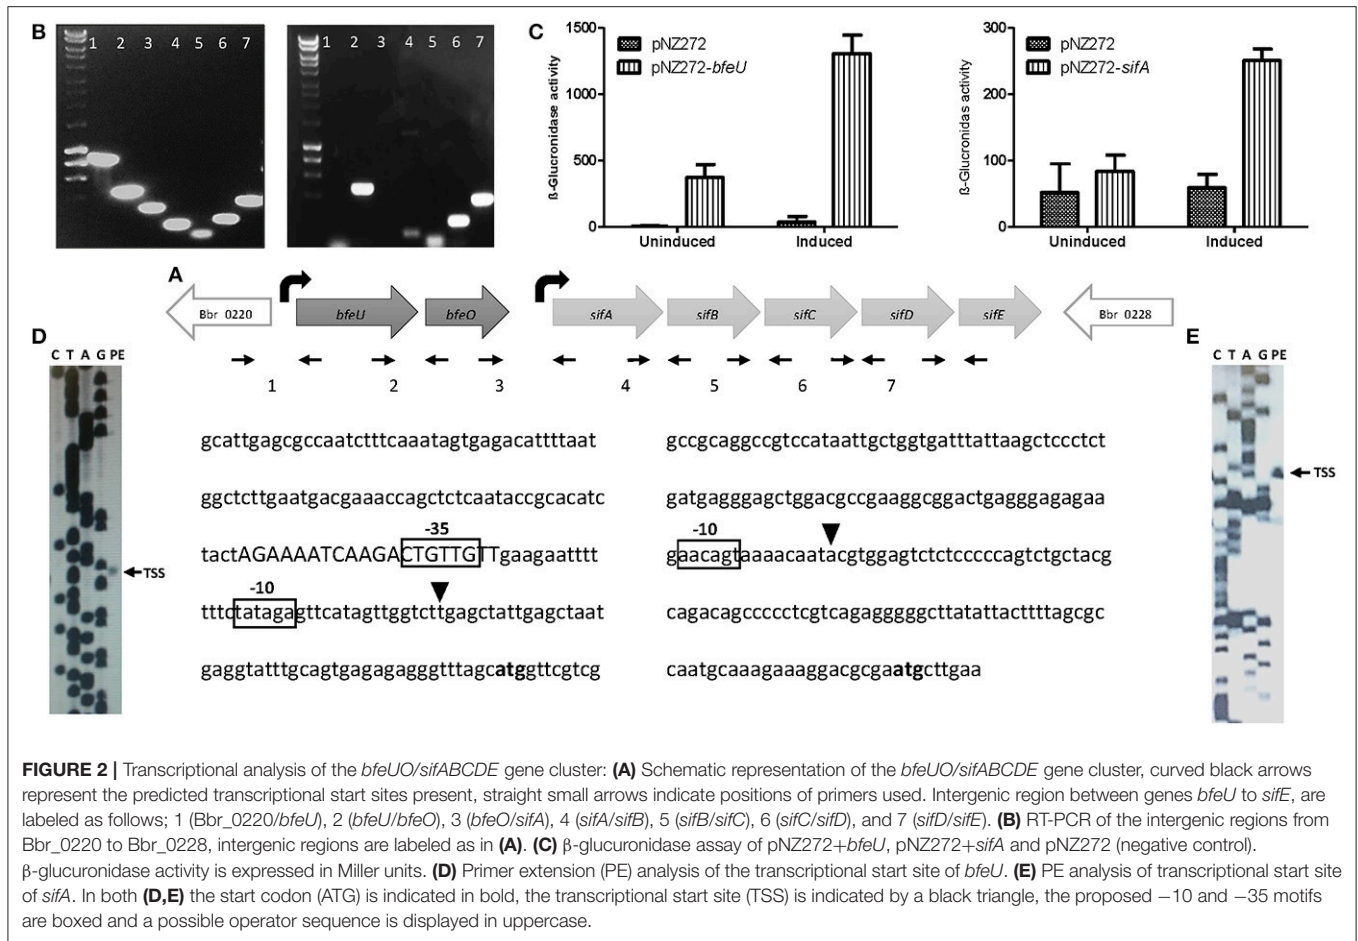 B
1 2 3 4 5 6 7
1 2 3 4 5 6 7
C
ß-Glucronidase activity
1500
1000
500
0
pNZ272
pNZ272-bfeU
Uninduced Induced
ß-Glucronidas activity
300
200
100
0
pNZ272
pNZ272-sifA
Uninduced Induced
A
Bbr_0220 bfeU bfeO sifA sifB sifC sifD sifE Bbr_0228
1 2 3 4 5 6 7
D
C T A G PE
TSS
gcattgagcgccaatctttcaaatagtgagacattttaat
ggctcttgaatgacgaaaccagctctcaataccgcacatc
-35
tactAGAAAATCAAGACTGTTGTTgaagaatttt
-10
tttctatagagttcatagttggtcttgagctattgagctaat
gaggtatttgcagtgagagagggtttagcatggttcgtcg
gccgcaggccgtccataattgctggtgatttattaagctccctct
gatgagggagctggacgccgaaggcggactgagggagagaa
-10
gaacagtaaaacaatacgtggagtctctcccccagtctgctacg
cagacagccccctcgtcagagggggcttatattacttttagcgc
caatgcaaagaaaggacgcgaatgcttgaa
E
C T A G PE
TSS
FIGURE 2 | Transcriptional analysis of the bfeUO/sifABCDE gene cluster: (A) Schematic representation of the bfeUO/sifABCDE gene cluster, curved black arrows
represent the predicted transcriptional start sites present, straight small arrows indicate positions of primers used. Intergenic region between genes bfeU to sifE, are
labeled as follows; 1 (Bbr_0220/bfeU), 2 (bfeU/bfeO), 3 (bfeO/sifA), 4 (sifA/sifB), 5 (sifB/sifC), 6 (sifC/sifD), and 7 (sifD/sifE). (B) RT-PCR of the intergenic regions from
Bbr_0220 to Bbr_0228, intergenic regions are labeled as in (A). (C) β-glucuronidase assay of pNZ272+bfeU, pNZ272+sifA and pNZ272 (negative control).
β-glucuronidase activity is expressed in Miller units. (D) Primer extension (PE) analysis of the transcriptional start site of bfeU. (E) PE analysis of transcriptional start site
of sifA. In both (D,E) the start codon (ATG) is indicated in bold, the transcriptional start site (TSS) is indicated by a black triangle, the proposed −10 and −35 motifs
are boxed and a possible operator sequence is displayed in uppercase.